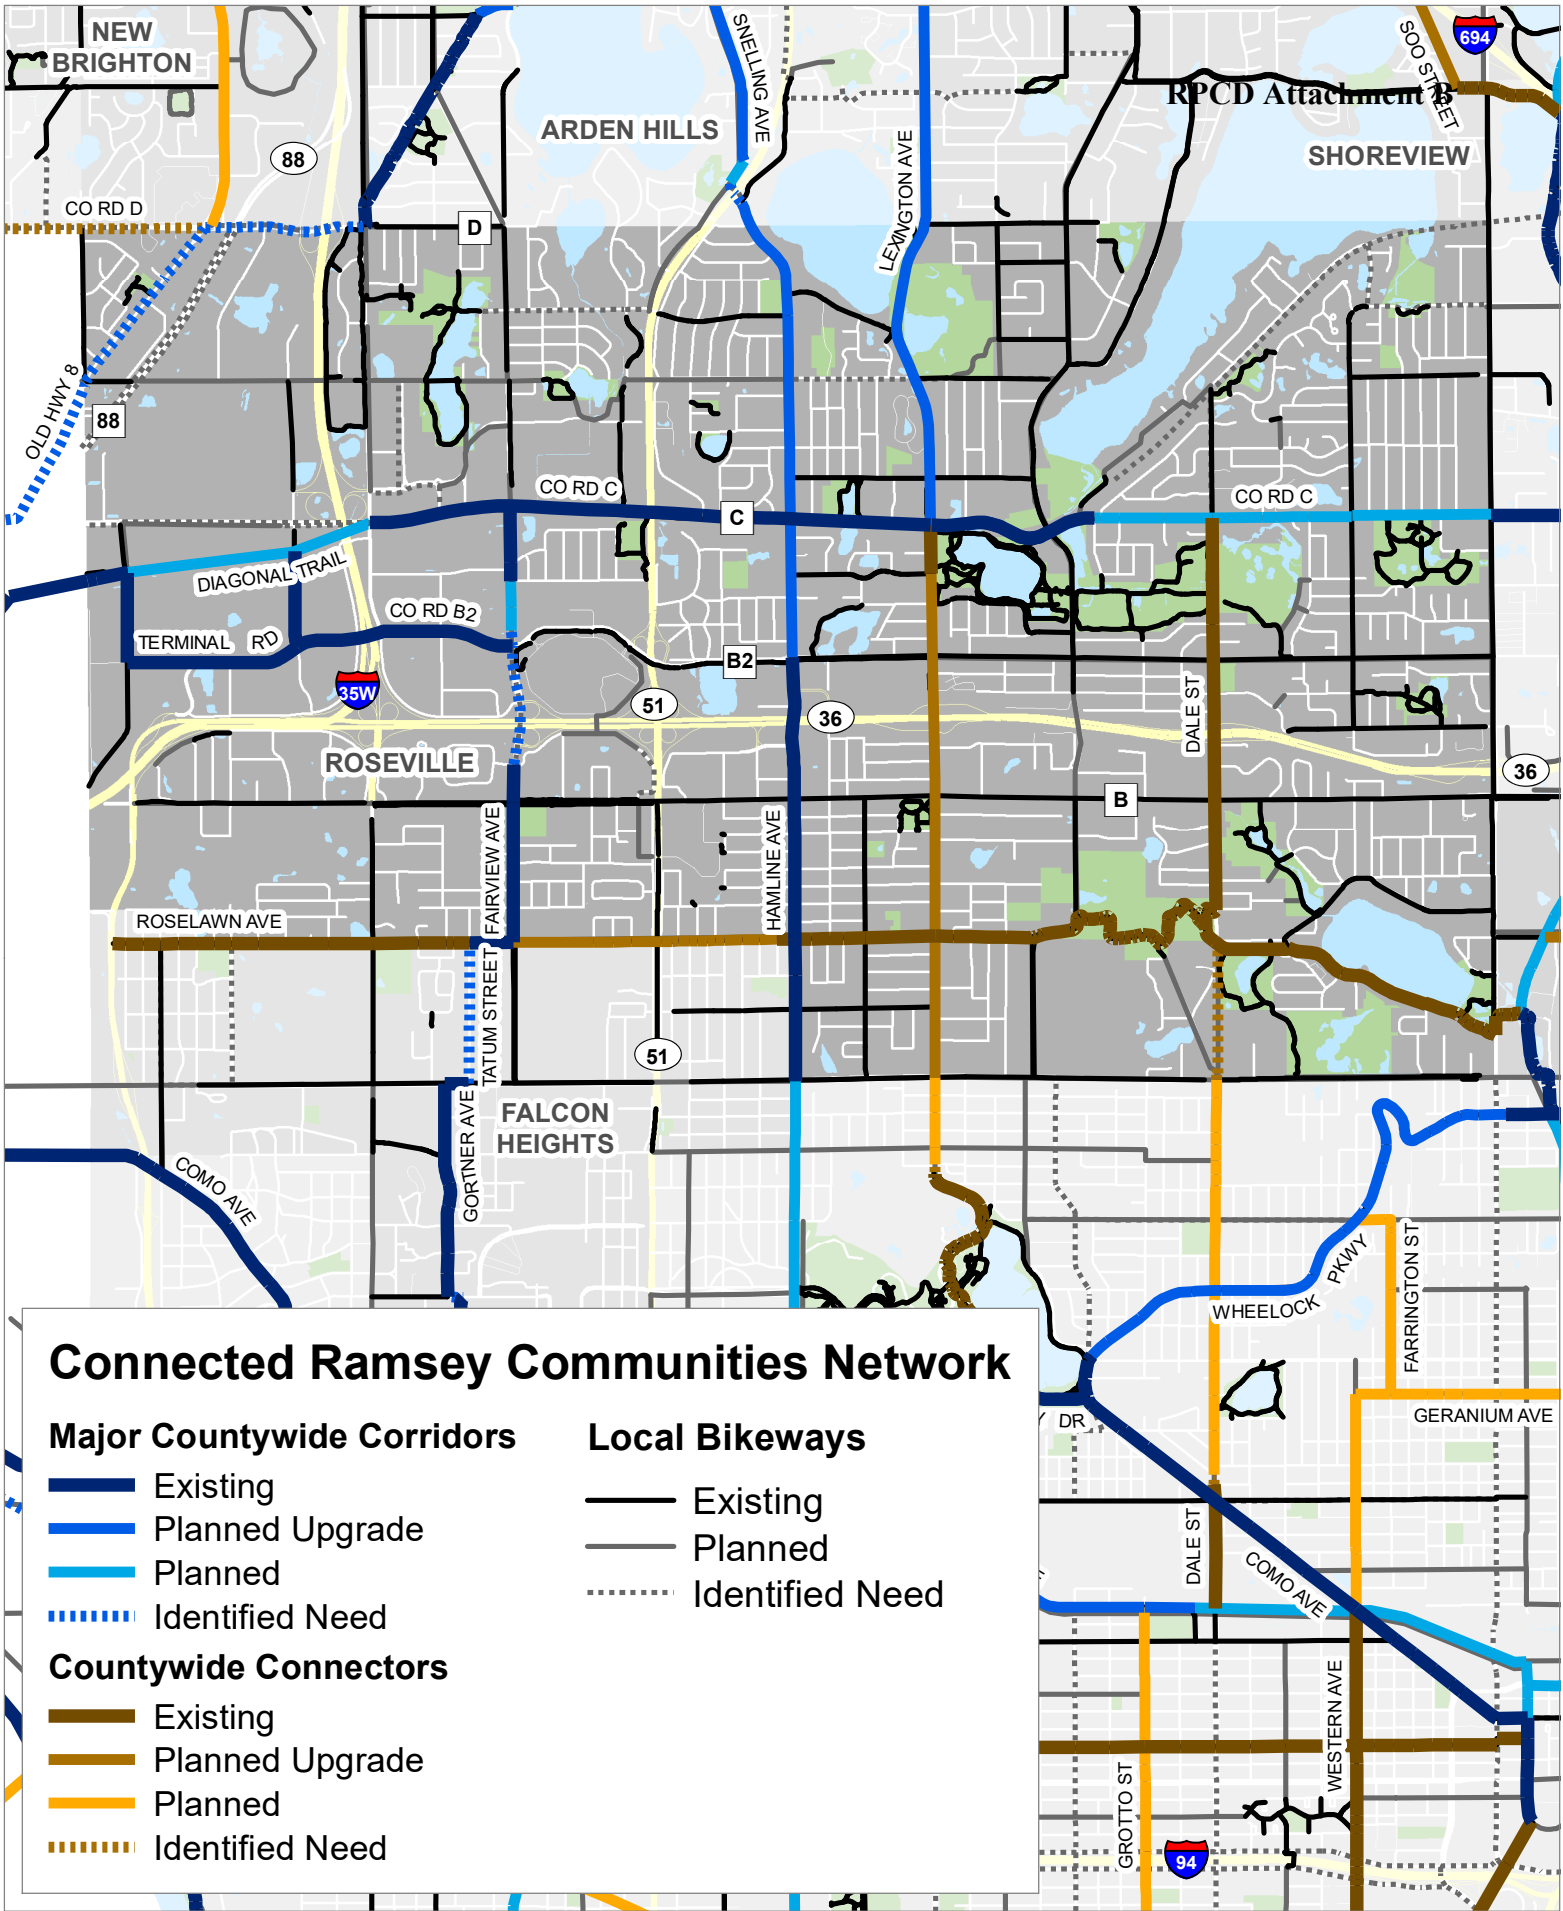 NEW
BRIGHTON
SNELLING AVE
SOO STREET
694
RPCD Attachment B
ARDEN HILLS
LEXINGTON AVE
SHOREVIEW
88
CO RD D
D
OLD HWY 8
88
CO RD C
C
CO RD C
DIAGONAL TRAIL
CO RD B2
TERMINAL RD
B2
35W
51
36
DALE ST
ROSEVILLE
36
B
FAIRVIEW AVE
HAMLINE AVE
ROSELAWN AVE
TATUM STREET
51
FALCON
HEIGHTS
GORTNER AVE
COMO AVE
WHEELOCK PKWY
FARRINGTON ST
GERANIUM AVE
DR
DALE ST
COMO AVE
WESTERN AVE
GROTTO ST
94
Connected Ramsey Communities Network
Major Countywide Corridors
Existing
Planned Upgrade
Planned
Identified Need
Countywide Connectors
Existing
Planned Upgrade
Planned
Identified Need
Local Bikeways
Existing
Planned
Identified Need